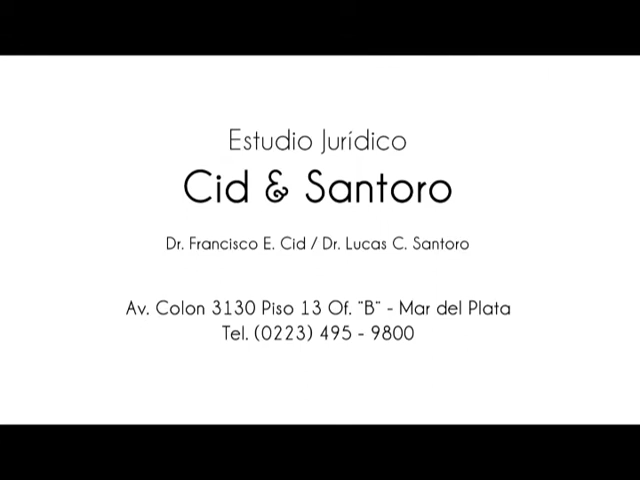 Estudio Jurídico
Cid & Santoro
Dr. Francisco E. Cid / Dr. Lucas C. Santoro
Av. Colon 3130 Piso 13 Of. "B" - Mar del Plata
Tel. (0223) 495 - 9800